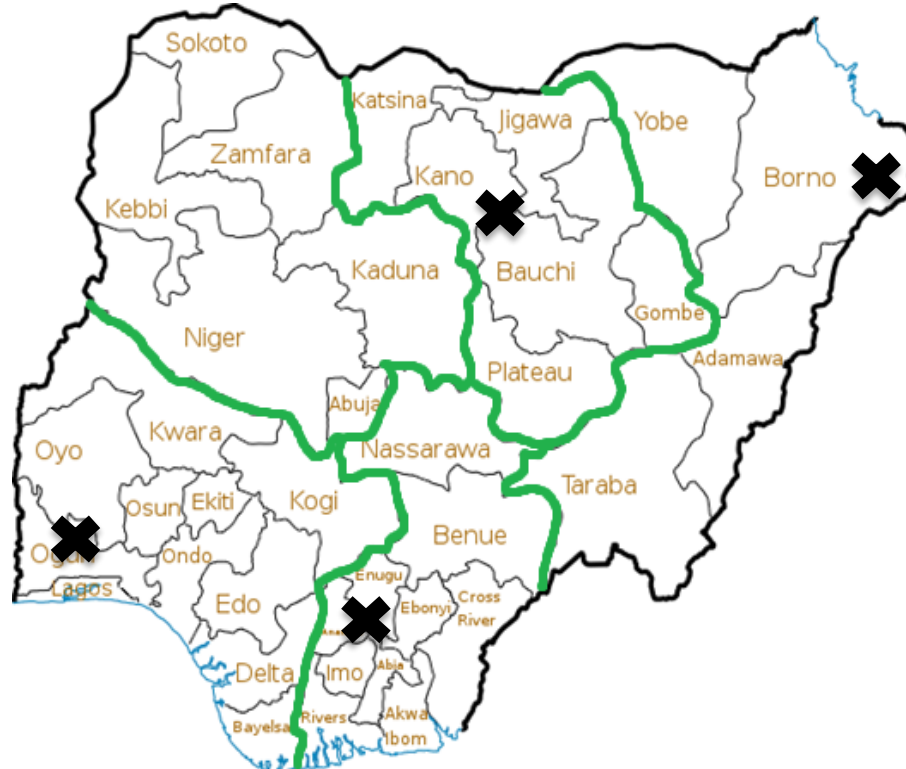 Sokoto
Katsina
Jigawa
Yobe
Zamfara
Kano
Borno
Kebbi
Kaduna
Bauchi
Gombe
Niger
Adamawa
Plateau
Abuja
Kwara
Nassarawa
Oyo
Taraba
Kogi
Osun
Ekiti
Benue
Ondo
Enugu
Lagos
Edo
Ebonyi
Cross
River
Delta
Imo
Abia
Bayelsa
Rivers
Akwa
Ibom